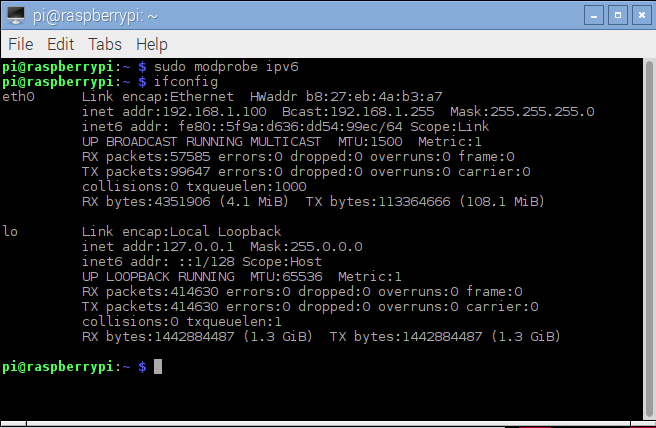 pi@raspberrypi: ~
File Edit Tabs Help
pi@raspberrypi:~ $ sudo modprobe ipv6
pi@raspberrypi:~ $ ifconfig
eth0      Link encap:Ethernet  HWaddr b8:27:eb:4a:b3:a7
          inet addr:192.168.1.100  Bcast:192.168.1.255  Mask:255.255.255.0
          inet6 addr: fe80::5f9a:d636:dd54:99ec/64 Scope:Link
          UP BROADCAST RUNNING MULTICAST  MTU:1500  Metric:1
          RX packets:57585 errors:0 dropped:0 overruns:0 frame:0
          TX packets:99647 errors:0 dropped:0 overruns:0 carrier:0
          collisions:0 txqueuelen:1000
          RX bytes:4351906 (4.1 MiB)  TX bytes:113364666 (108.1 MiB)
lo        Link encap:Local Loopback
          inet addr:127.0.0.1  Mask:255.0.0.0
          inet6 addr: ::1/128 Scope:Host
          UP LOOPBACK RUNNING  MTU:65536  Metric:1
          RX packets:414630 errors:0 dropped:0 overruns:0 frame:0
          TX packets:414630 errors:0 dropped:0 overruns:0 carrier:0
          collisions:0 txqueuelen:1
          RX bytes:1442884487 (1.3 GiB)  TX bytes:1442884487 (1.3 GiB)
pi@raspberrypi:~ $